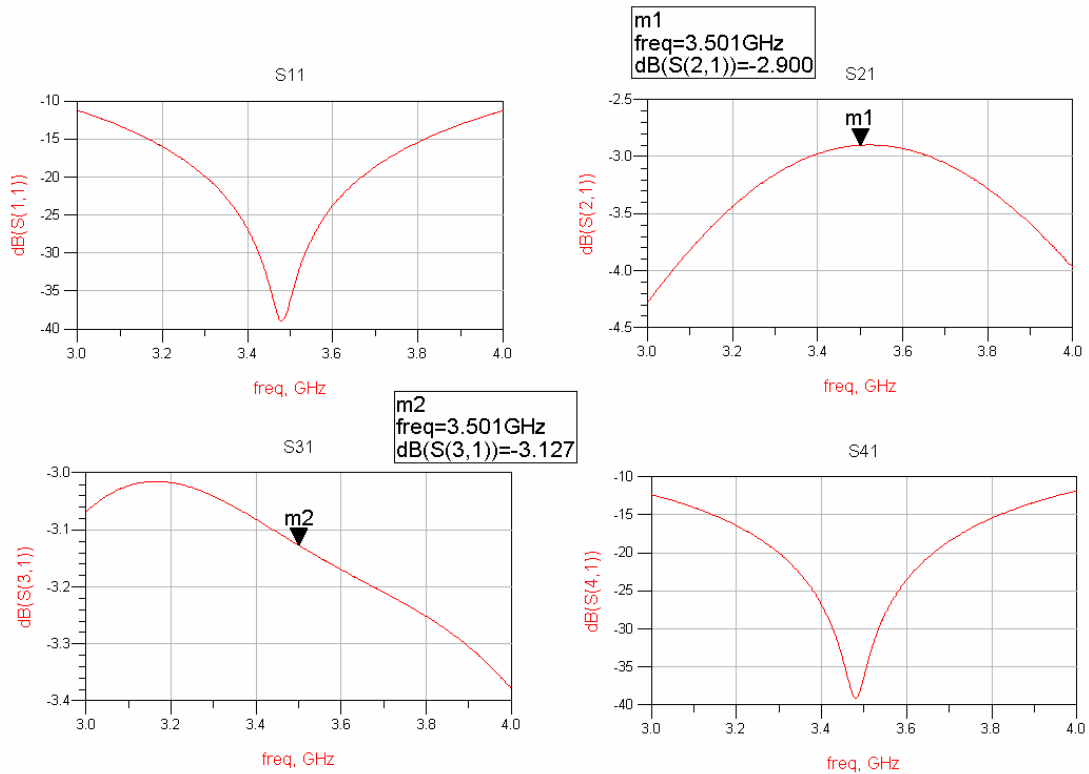 m1
freq=3.501GHz
dB(S(2,1))=-2.900
S11
-10
-15
-20
-25
-30
-35
-40
dB(S(1,1))
3.0 3.2 3.4 3.6 3.8 4.0
freq, GHz
S21
m1
-2.5
-3.0
-3.5
-4.0
-4.5
dB(S(2,1))
3.0 3.2 3.4 3.6 3.8 4.0
freq, GHz
m2
freq=3.501GHz
dB(S(3,1))=-3.127
S31
m2
-3.0
-3.1
-3.2
-3.3
-3.4
dB(S(3,1))
3.0 3.2 3.4 3.6 3.8 4.0
freq, GHz
S41
-10
-15
-20
-25
-30
-35
-40
dB(S(4,1))
3.0 3.2 3.4 3.6 3.8 4.0
freq, GHz